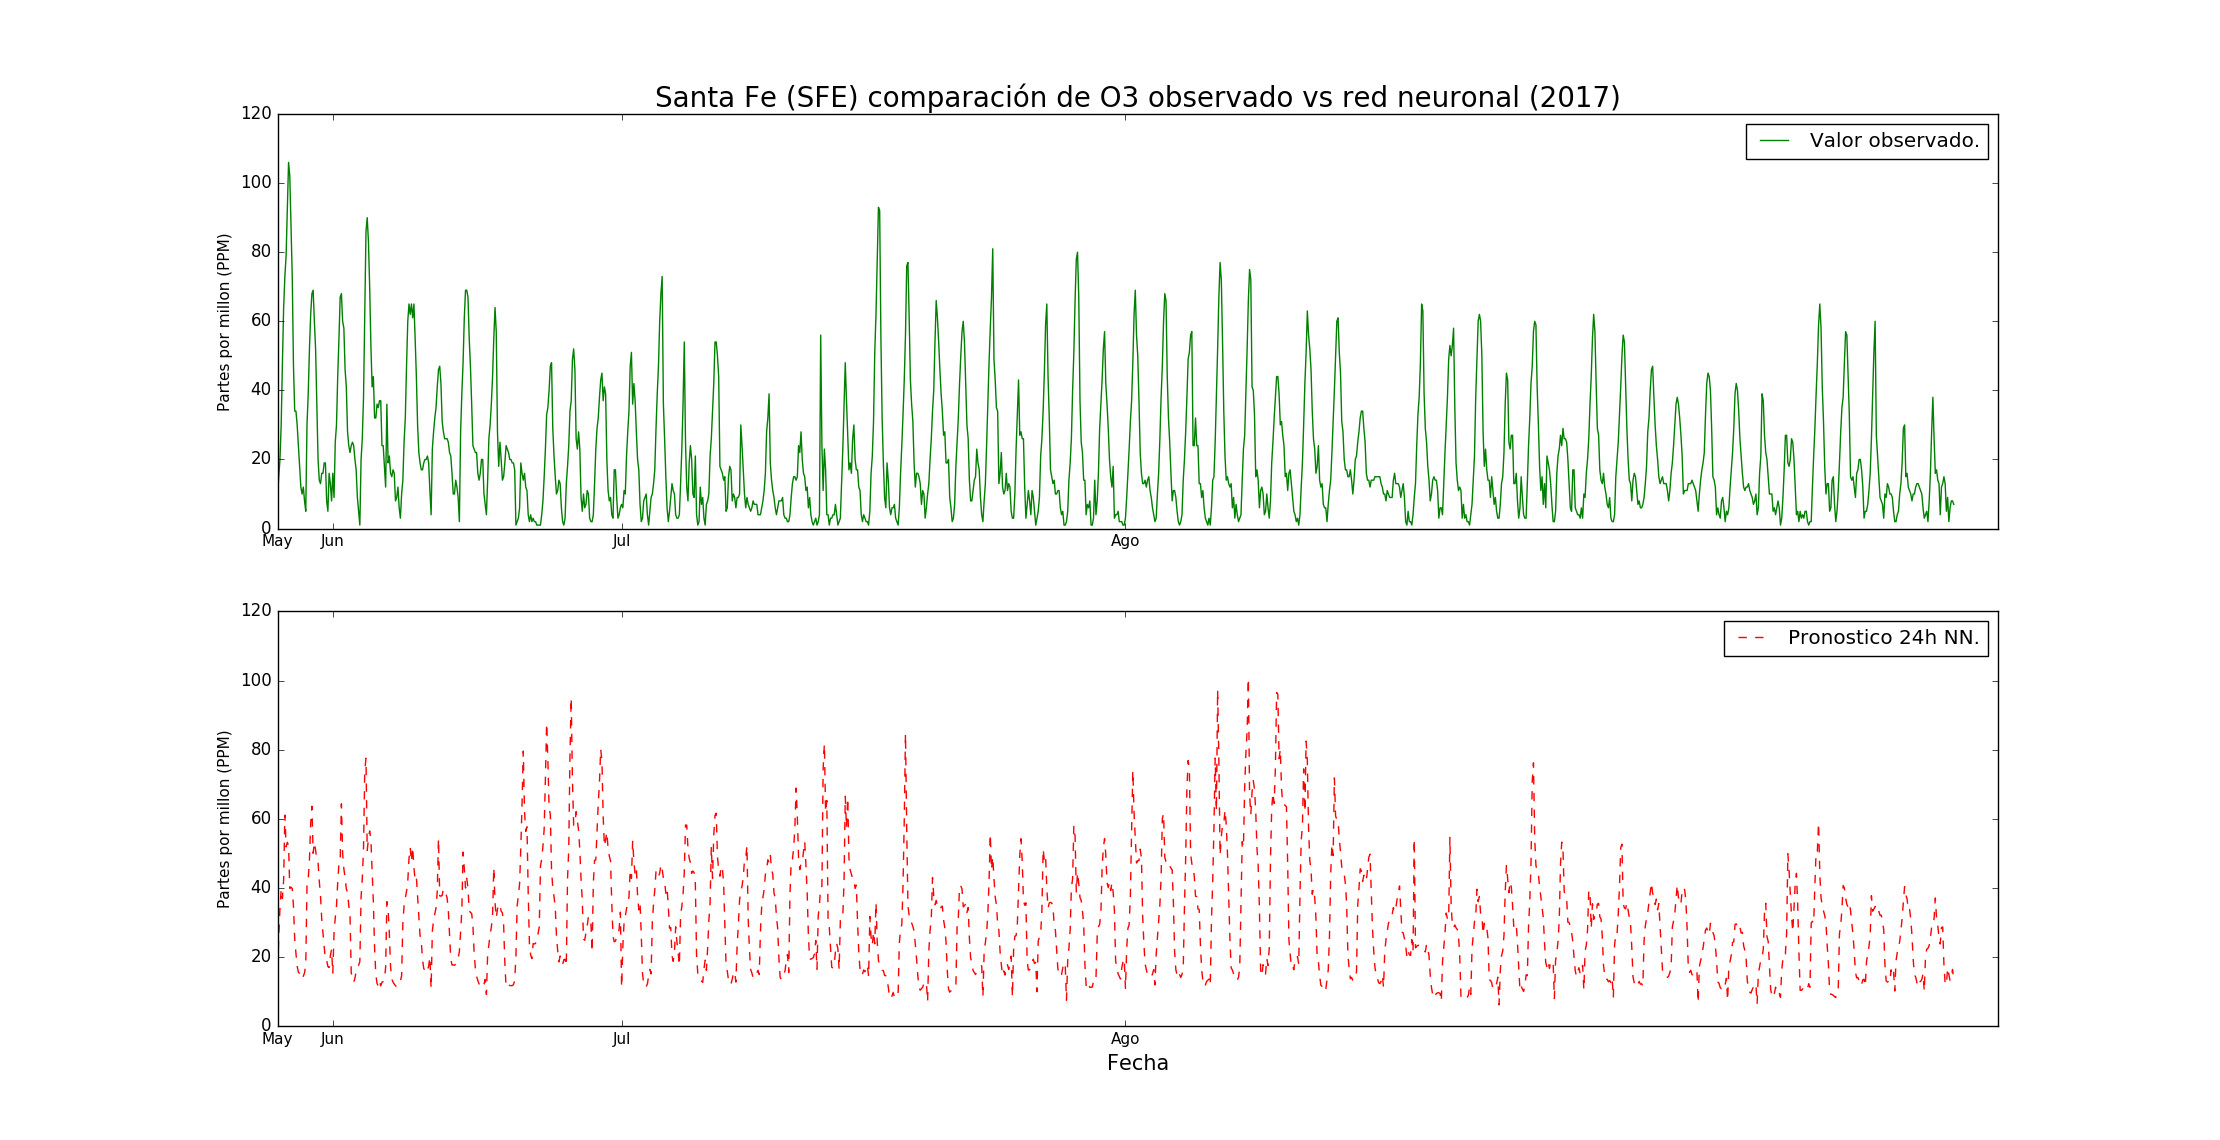 Santa Fe (SFE) comparación de O3 observado vs red neuronal (2017)
120
100
80
60
40
20
0
Partes por millon (PPM)
Valor observado.
May Jun Jul Ago
120
100
80
60
40
20
0
Partes por millon (PPM)
Pronostico 24h NN.
May Jun Jul Ago
Fecha